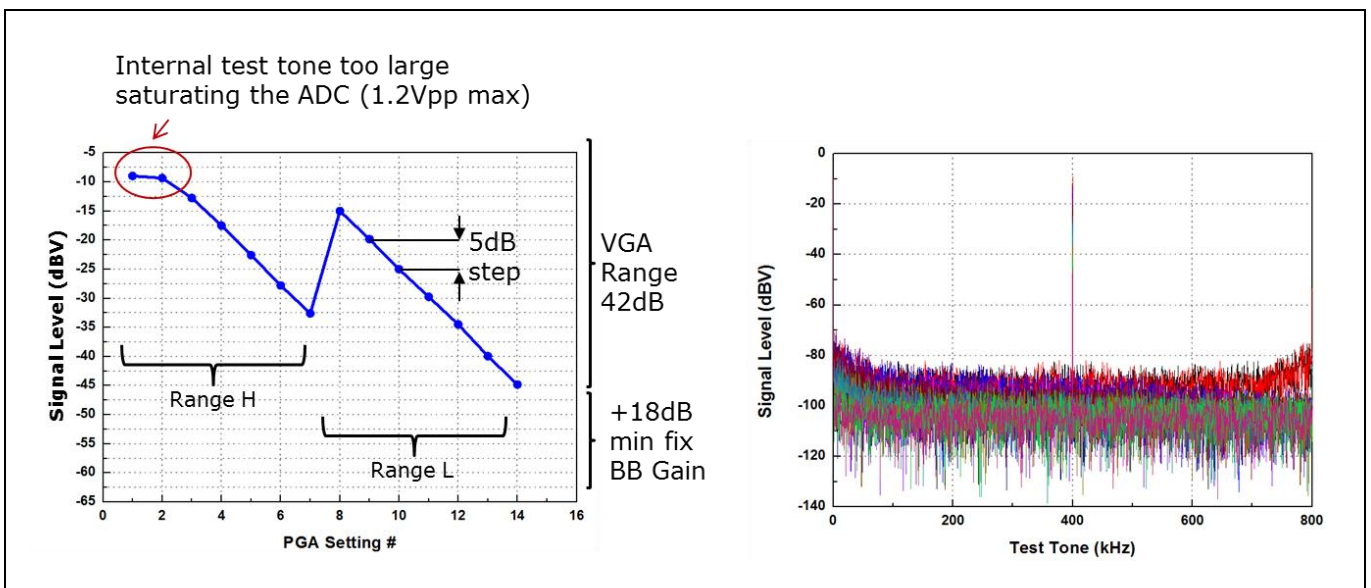 Internal test tone too large
saturating the ADC (1.2Vpp max)
Signal Level (dBV)
-5
-10
-15
-20
-25
-30
-35
-40
-45
-50
-55
-60
-65
0 2 4 6 8 10 12 14 16
PGA Setting #
Range H
Range L
5dB
step
VGA
Range
42dB
+18dB
min fix
BB Gain
Signal Level (dBV)
0
-20
-40
-60
-80
-100
-120
-140
0 200 400 600 800
Test Tone (kHz)